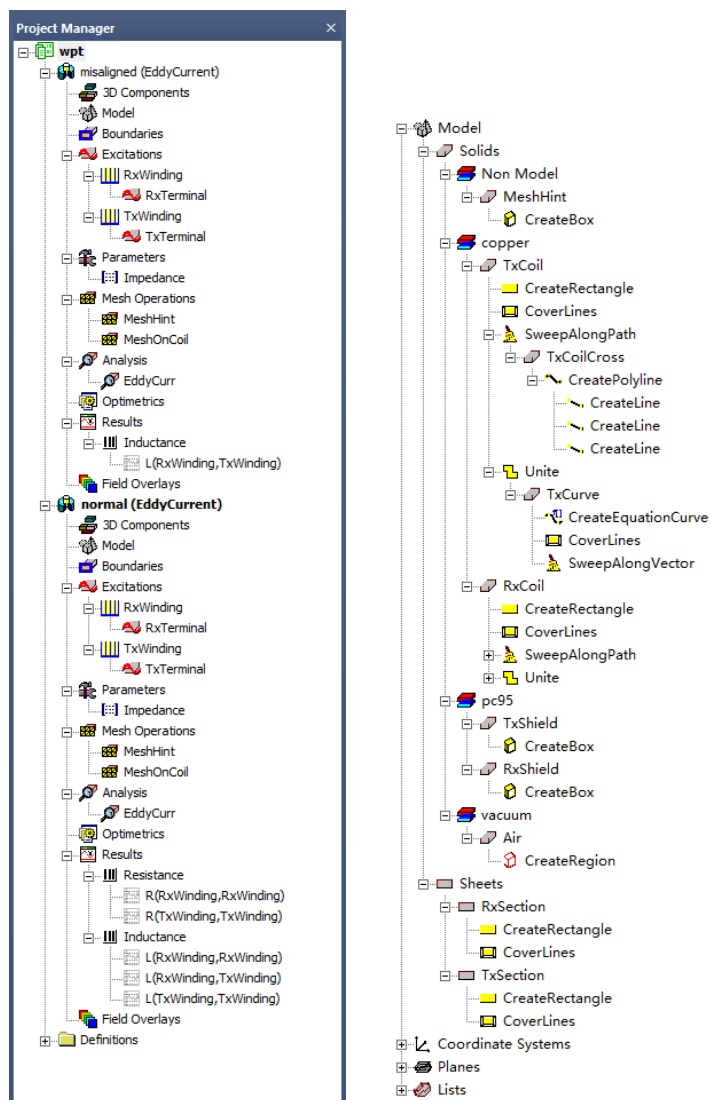 Project Manager
wpt
misaligned (EddyCurrent)
3D Components
Model
Boundaries
Excitations
RxWinding
RxTerminal
TxWinding
TxTerminal
Parameters
Impedance
Mesh Operations
MeshHint
MeshOnCoil
Analysis
EddyCurr
Optimetrics
Results
Inductance
L(RxWinding,TxWinding)
Field Overlays
normal (EddyCurrent)
3D Components
Model
Boundaries
Excitations
RxWinding
RxTerminal
TxWinding
TxTerminal
Parameters
Impedance
Mesh Operations
MeshHint
MeshOnCoil
Analysis
EddyCurr
Optimetrics
Results
Resistance
R(RxWinding,RxWinding)
R(TxWinding,TxWinding)
Inductance
L(RxWinding,RxWinding)
L(RxWinding,TxWinding)
L(TxWinding,TxWinding)
Field Overlays
Definitions
Model
Solids
Non Model
MeshHint
CreateBox
copper
TxCoil
CreateRectangle
CoverLines
SweepAlongPath
TxCoilCross
CreatePolyline
CreateLine
CreateLine
CreateLine
Unite
TxCurve
CreateEquationCurve
CoverLines
SweepAlongVector
RxCoil
CreateRectangle
CoverLines
SweepAlongPath
Unite
pc95
TxShield
CreateBox
RxShield
CreateBox
vacuum
Air
CreateRegion
Sheets
RxSection
CreateRectangle
CoverLines
TxSection
CreateRectangle
CoverLines
Coordinate Systems
Planes
Lists